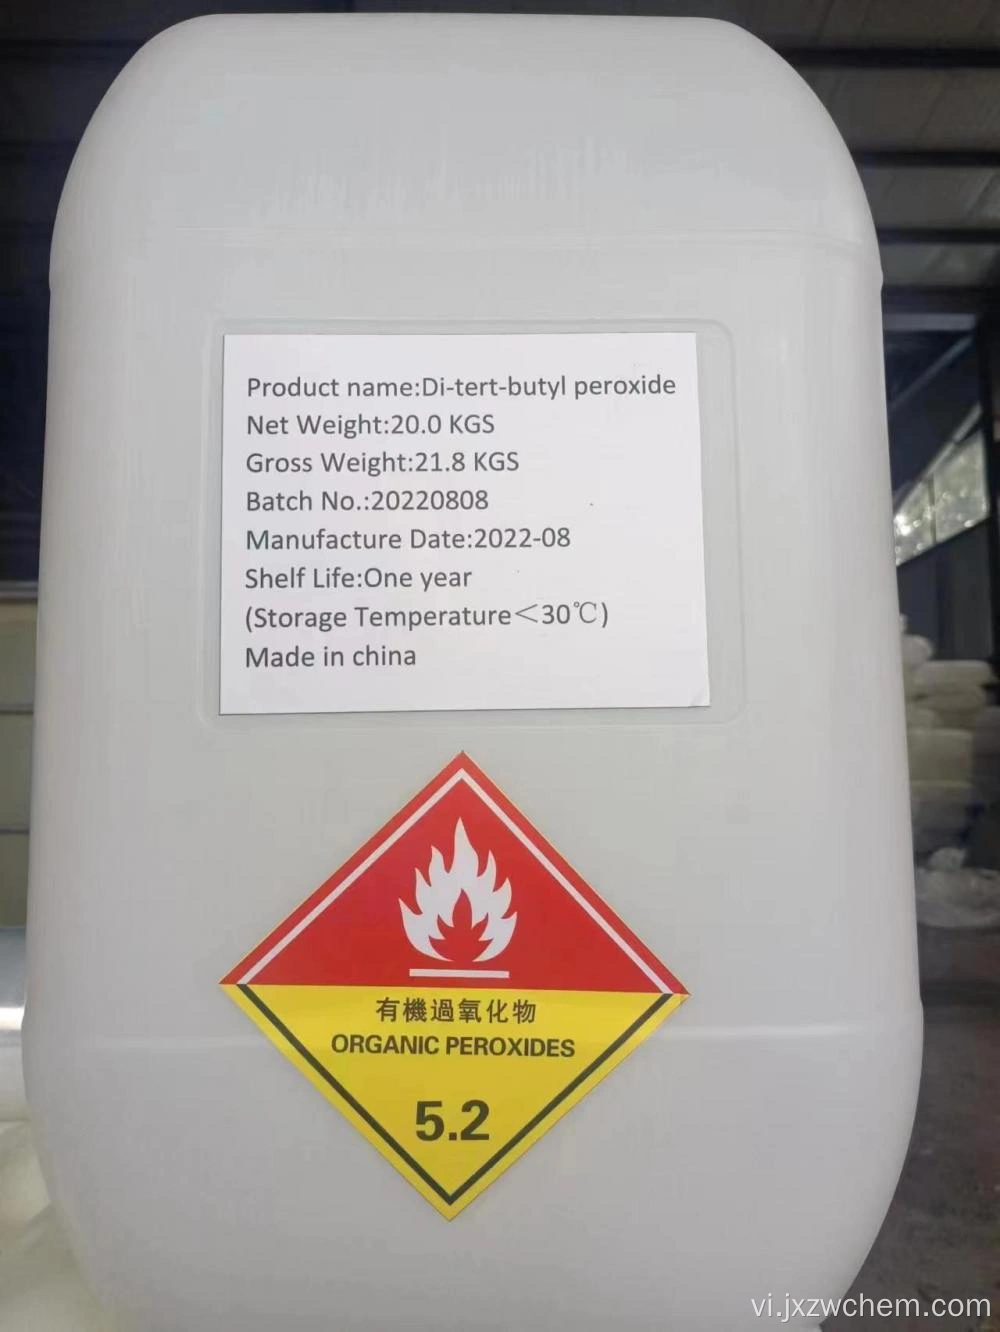 Product name:Di-tert-butyl peroxide
Net Weight:20.0 KGS
Gross Weight:21.8 KGS
Batch No.:20220808
Manufacture Date:2022-08
Shelf Life:One year
(Storage Temperature＜30℃)
Made in china
有機過氧化物
ORGANIC PEROXIDES
5.2
vi.jxzwchem.com